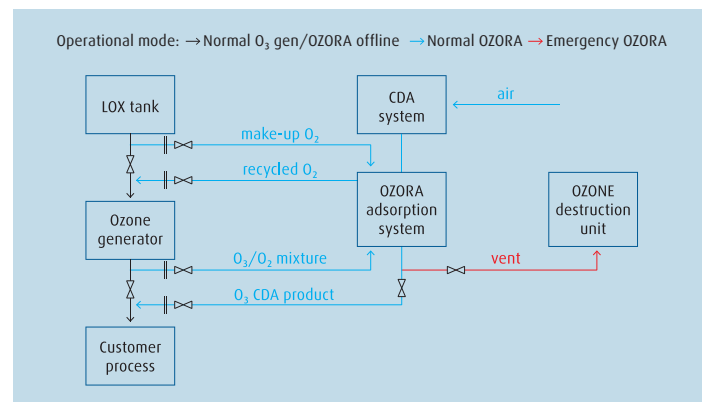 Operational mode: → Normal O₃ gen/OZORA offline → Normal OZORA → Emergency OZORA
LOX tank
CDA
system
air
make-up O₂
recycled O₂
Ozone
generator
OZORA
adsorption
system
OZONE
destruction
unit
O₃/O₂ mixture
vent
O₃ CDA product
Customer
process